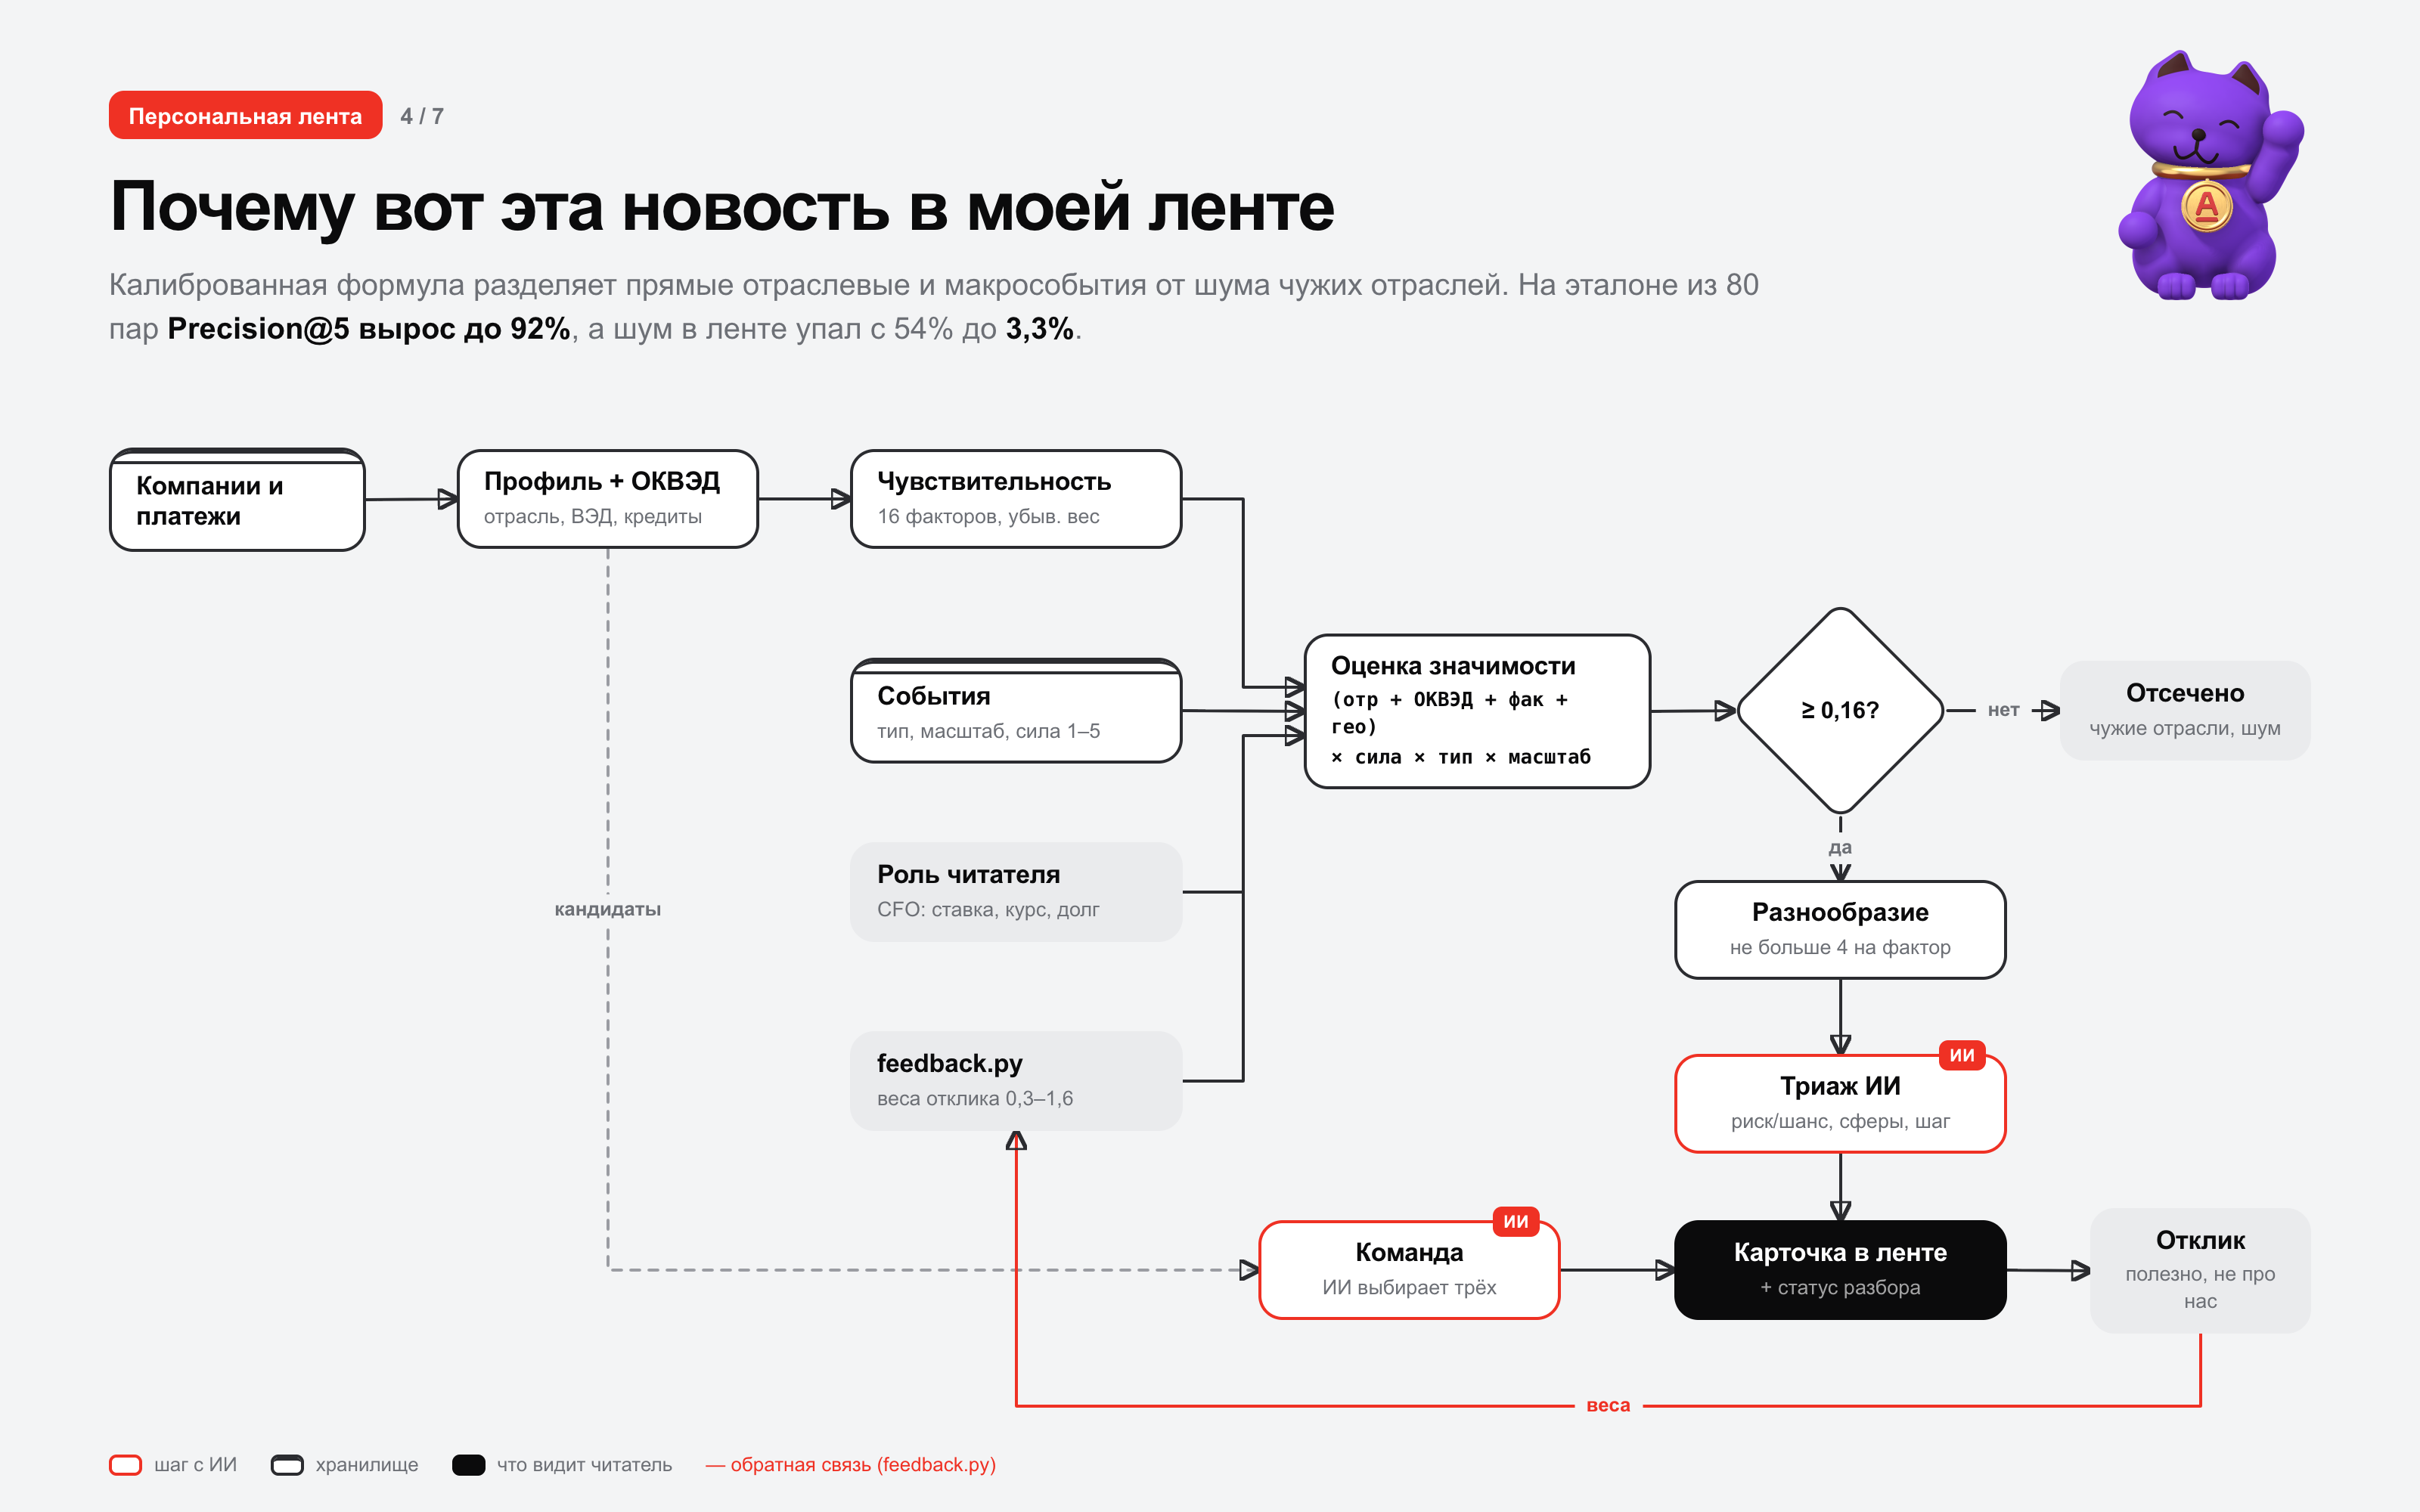 Персональная лента
4 / 7
Почему вот эта новость в моей ленте
Калиброванная формула разделяет прямые отраслевые и макрособытия от шума чужих отраслей. На эталоне из 80
пар Precision@5 вырос до 92%, а шум в ленте упал с 54% до 3,3%.
Компании и
платежи
Профиль + ОКВЭД
отрасль, ВЭД, кредиты
Чувствительность
16 факторов, убыв. вес
События
тип, масштаб, сила 1–5
Оценка значимости
(отр + ОКВЭД + фак +
гео)
× сила × тип × масштаб
≥ 0,16?
нет
Отсечено
чужие отрасли, шум
да
Роль читателя
CFO: ставка, курс, долг
кандидаты
Разнообразие
не больше 4 на фактор
feedback.py
веса отклика 0,3–1,6
ИИ
Триаж ИИ
риск/шанс, сферы, шаг
ИИ
Команда
ИИ выбирает трёх
Карточка в ленте
+ статус разбора
Отклик
полезно, не про
нас
веса
шаг с ИИ
хранилище
что видит читатель
— обратная связь (feedback.py)
А